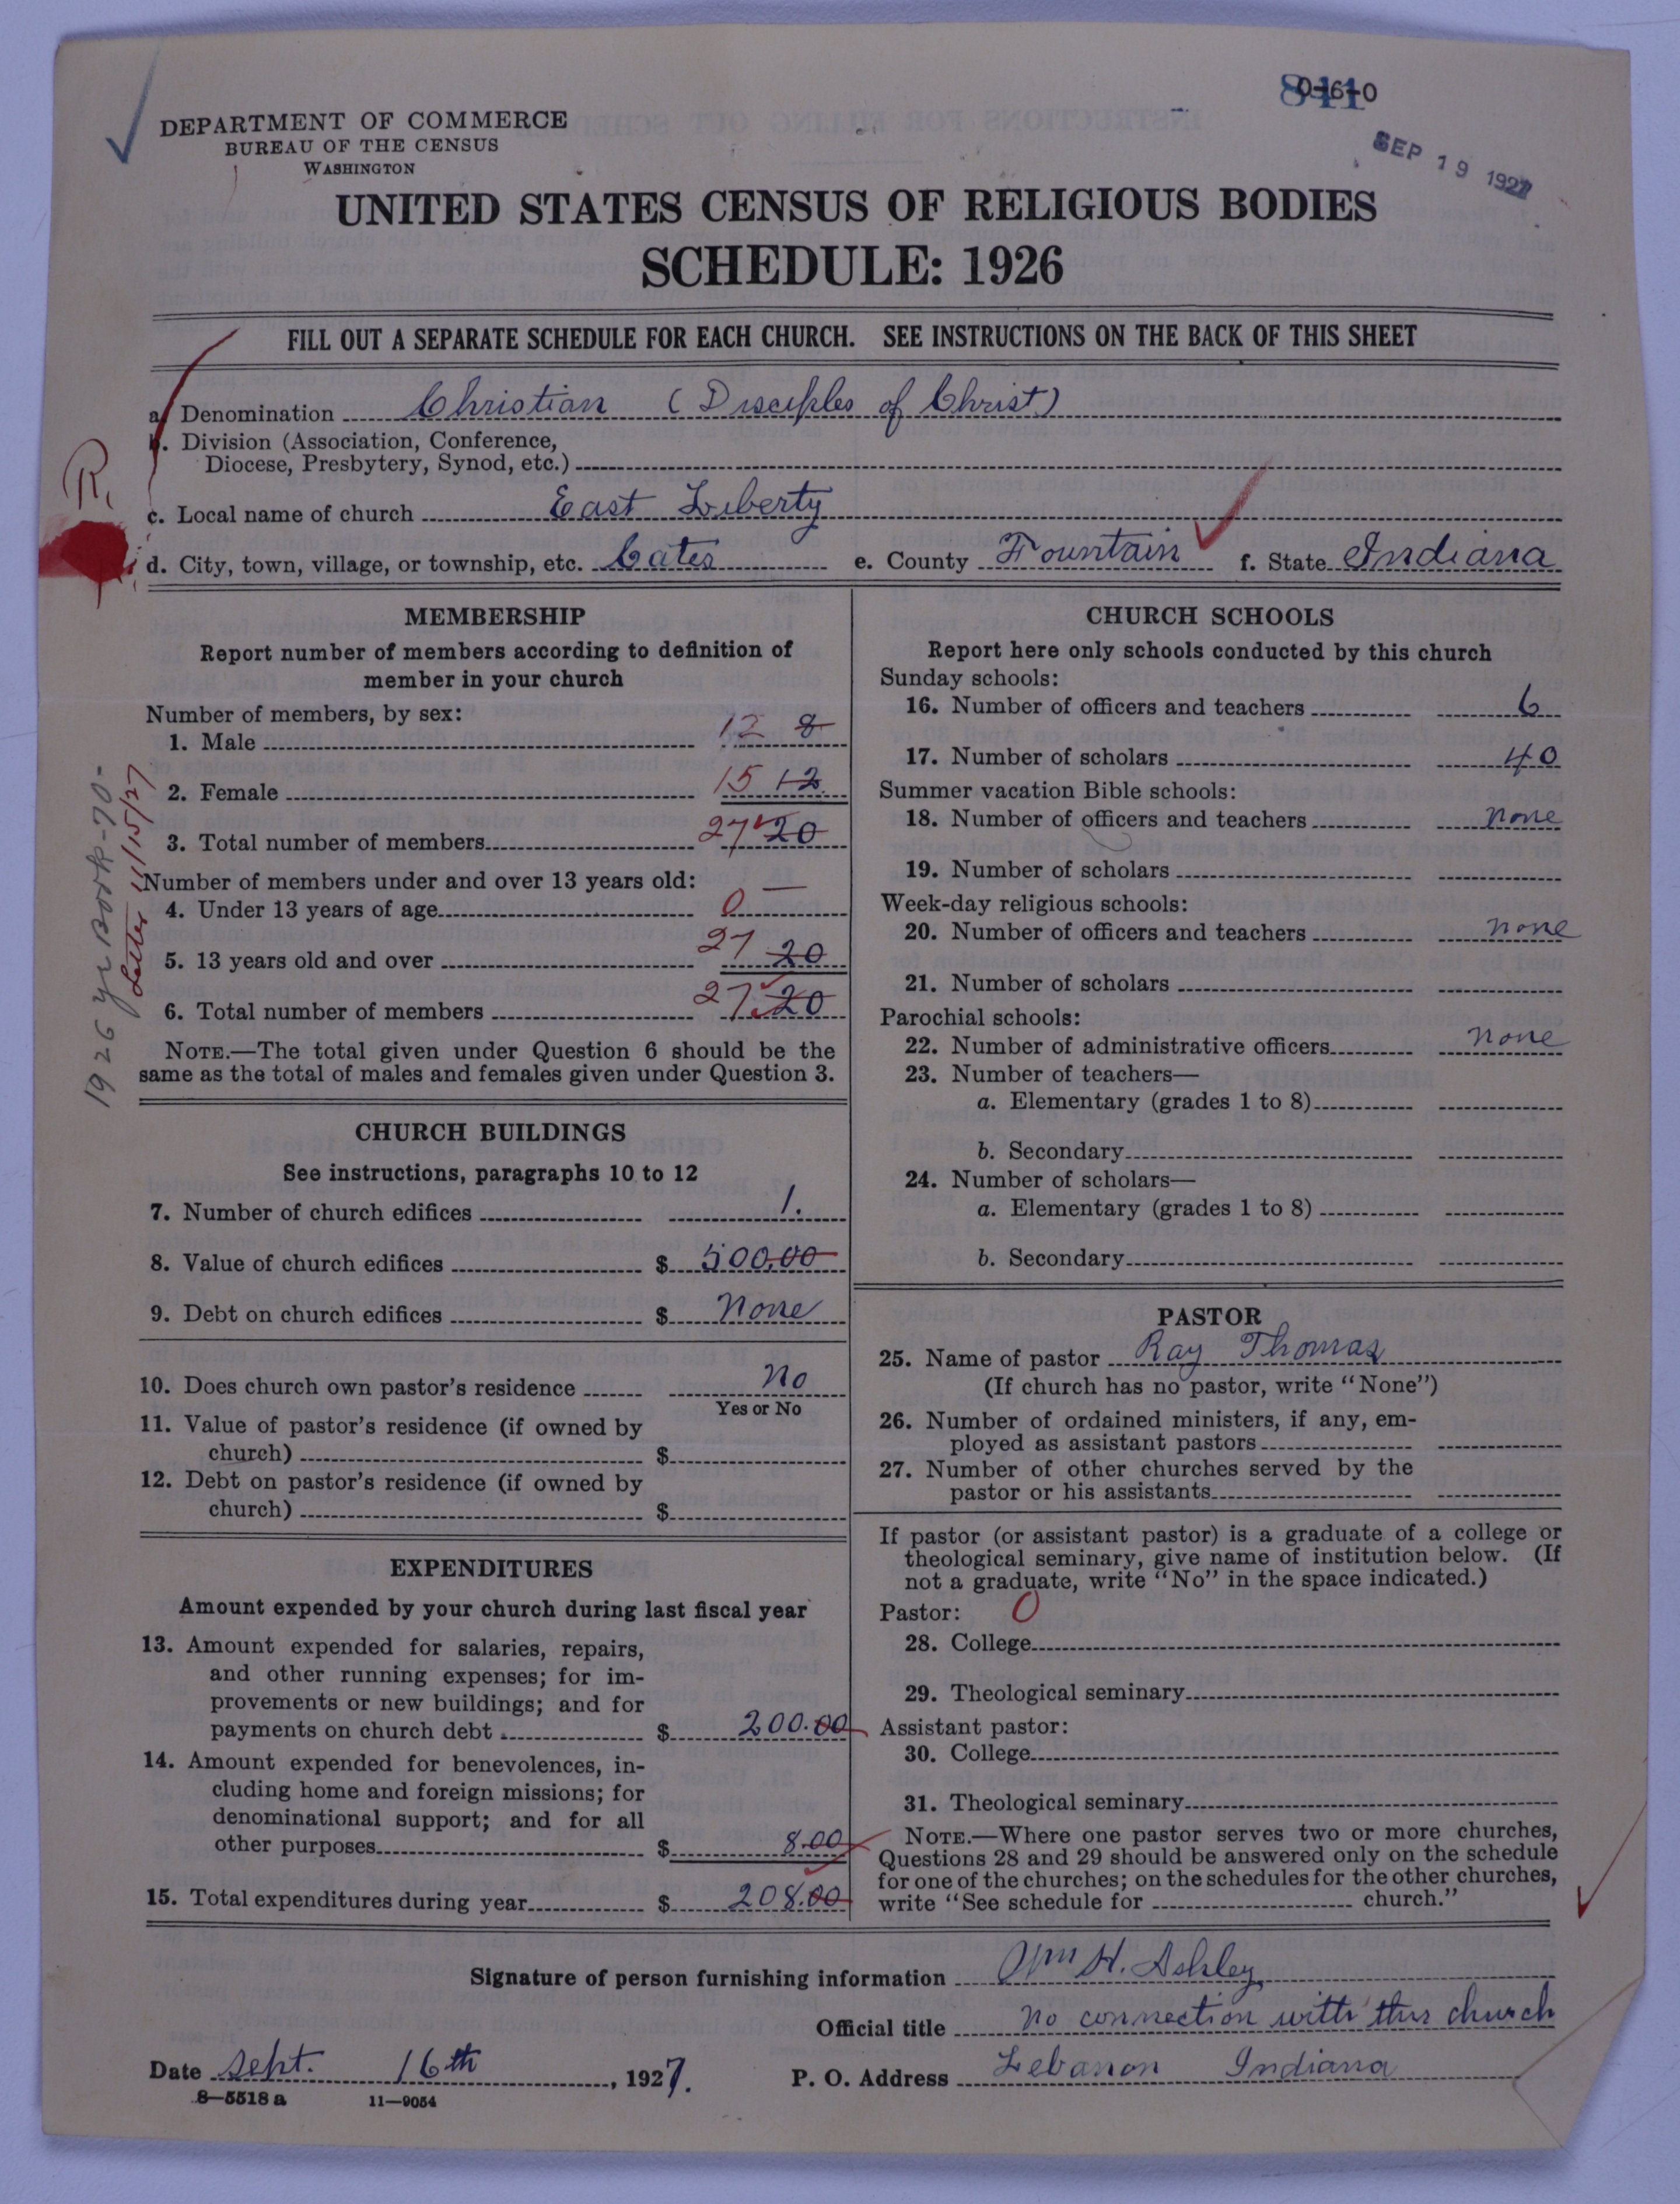 841
0-16-0
SEP 19 1927
DEPARTMENT OF COMMERCE
BUREAU OF THE CENSUS
WASHINGTON
UNITED STATES CENSUS OF RELIGIOUS BODIES
SCHEDULE: 1926
FILL OUT A SEPARATE SCHEDULE FOR EACH CHURCH. SEE INSTRUCTIONS ON THE BACK OF THIS SHEET
a. Denomination Christian (Disciples of Christ)
b. Division (Association, Conference,
Diocese, Presbytery, Synod, etc.)
R.
c. Local name of church East Liberty
d. City, town, village, or township, etc. Cates e. County Fountain f. State Indiana
1926 yr Book-70-
Letter 11/15/27
MEMBERSHIP
Report number of members according to definition of
member in your church
Number of members, by sex:
1. Male 12 8
2. Female 15 12
3. Total number of members 27 20
Number of members under and over 13 years old:
4. Under 13 years of age 0 —
5. 13 years old and over 27 20
6. Total number of members 27 20
NOTE.—The total given under Question 6 should be the
same as the total of males and females given under Question 3.
CHURCH BUILDINGS
See instructions, paragraphs 10 to 12
7. Number of church edifices 1.
8. Value of church edifices $ 500.00
9. Debt on church edifices $ None
10. Does church own pastor's residence No
Yes or No
11. Value of pastor's residence (if owned by
church) $
12. Debt on pastor's residence (if owned by
church) $
EXPENDITURES
Amount expended by your church during last fiscal year
13. Amount expended for salaries, repairs,
and other running expenses; for im-
provements or new buildings; and for
payments on church debt $ 200.00
14. Amount expended for benevolences, in-
cluding home and foreign missions; for
denominational support; and for all
other purposes $ 8.00
15. Total expenditures during year $ 208.00
CHURCH SCHOOLS
Report here only schools conducted by this church
Sunday schools:
16. Number of officers and teachers 6
17. Number of scholars 40
Summer vacation Bible schools:
18. Number of officers and teachers none
19. Number of scholars
Week-day religious schools:
20. Number of officers and teachers none
21. Number of scholars
Parochial schools:
22. Number of administrative officers none
23. Number of teachers—
a. Elementary (grades 1 to 8)
b. Secondary
24. Number of scholars—
a. Elementary (grades 1 to 8)
b. Secondary
PASTOR
25. Name of pastor Ray Thomas
(If church has no pastor, write "None")
26. Number of ordained ministers, if any, em-
ployed as assistant pastors
27. Number of other churches served by the
pastor or his assistants
If pastor (or assistant pastor) is a graduate of a college or
theological seminary, give name of institution below. (If
not a graduate, write "No" in the space indicated.)
Pastor: 0
28. College
29. Theological seminary
Assistant pastor:
30. College
31. Theological seminary
NOTE.—Where one pastor serves two or more churches,
Questions 28 and 29 should be answered only on the schedule
for one of the churches; on the schedules for the other churches,
write "See schedule for church."
Signature of person furnishing information Wm H. Ashley
Official title No connection with this church
Date Sept. 16th, 1927. P. O. Address Lebanon Indiana
8-5518 a 11-9054